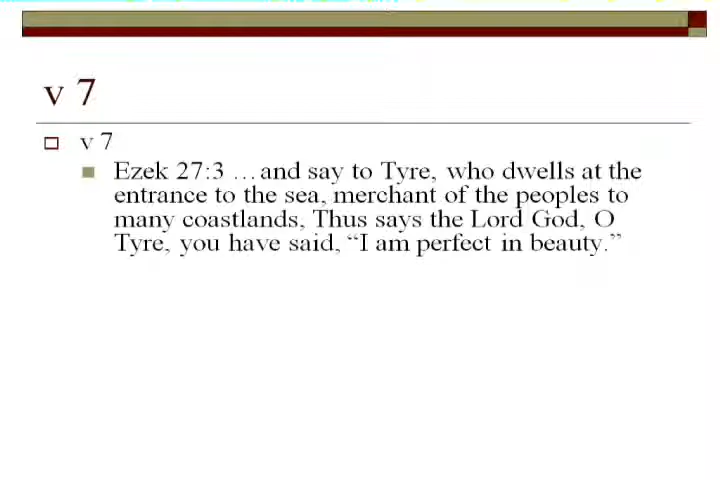 v 7
v 7
Ezek 27:3 …and say to Tyre, who dwells at the
entrance to the sea, merchant of the peoples to
many coastlands, Thus says the Lord God, O
Tyre, you have said, “I am perfect in beauty.”